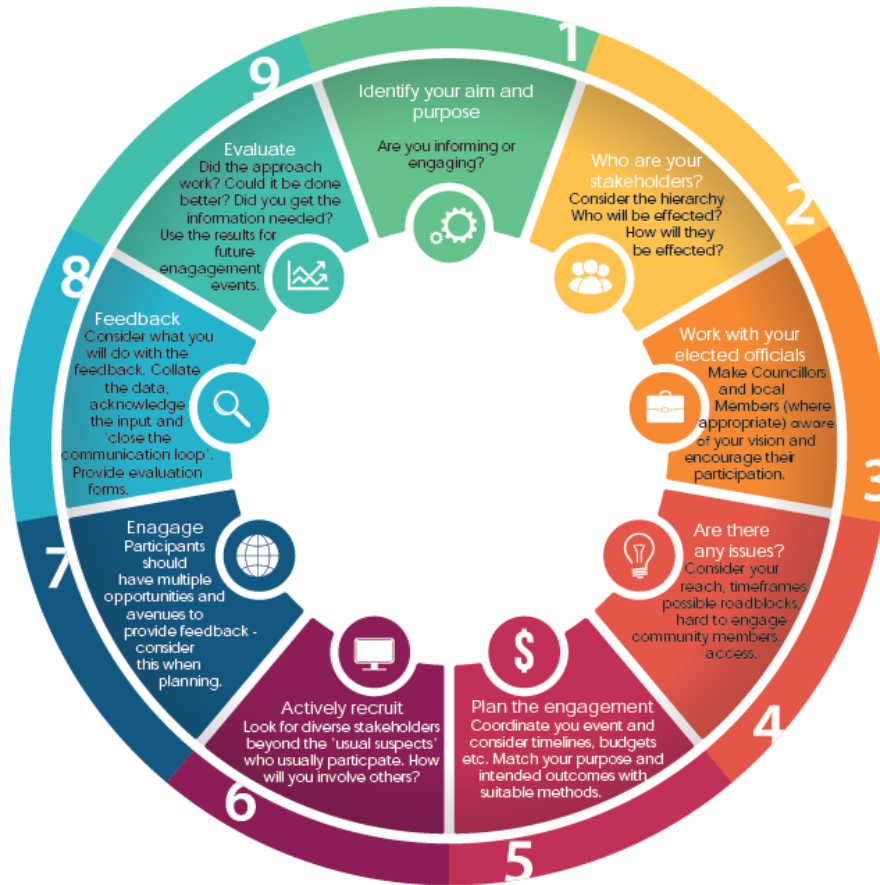 1
Identify your aim and
purpose
Are you informing or
engaging?
2
Who are your
stakeholders?
Consider the hierarchy
Who will be effected?
How will they
be effected?
3
Work with your
elected officials
Make Councillors
and local
Members (where
appropriate) aware
of your vision and
encourage their
participation.
4
Are there
any issues?
Consider your
reach, timeframes,
possible roadblocks,
hard to engage
community members,
access.
5
$
Plan the engagement
Coordinate you event and
consider timelines, budgets
etc. Match your purpose and
intended outcomes with
suitable methods.
6
Actively recruit
Look for diverse stakeholders
beyond the 'usual suspects'
who usually particpate. How
will you involve others?
7
Enagage
Participants
should
have multiple
opportunities and
avenues to
provide feedback -
consider
this when
planning.
8
Feedback
Consider what you
will do with the
feedback. Collate
the data,
acknowledge
the input and
'close the
communication loop'.
Provide evaluation
forms.
9
Evaluate
Did the approach
work? Could it be done
better? Did you get the
information needed?
Use the results for
future
enagagement
events.